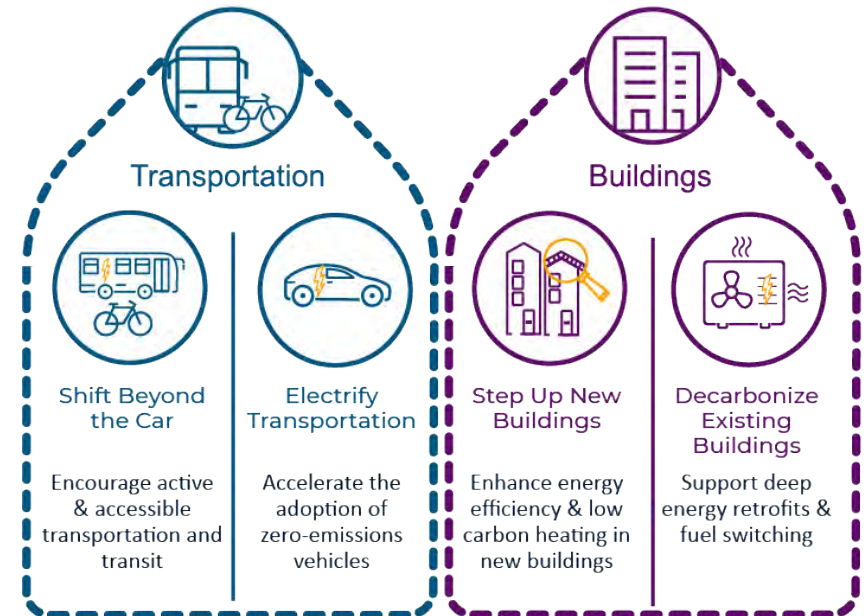 Transportation
Shift Beyond
the Car
Encourage active
& accessible
transportation and
transit
Electrify
Transportation
Accelerate the
adoption of
zero-emissions
vehicles
Buildings
Step Up New
Buildings
Enhance energy
efficiency & low
carbon heating in
new buildings
Decarbonize
Existing
Buildings
Support deep
energy retrofits &
fuel switching